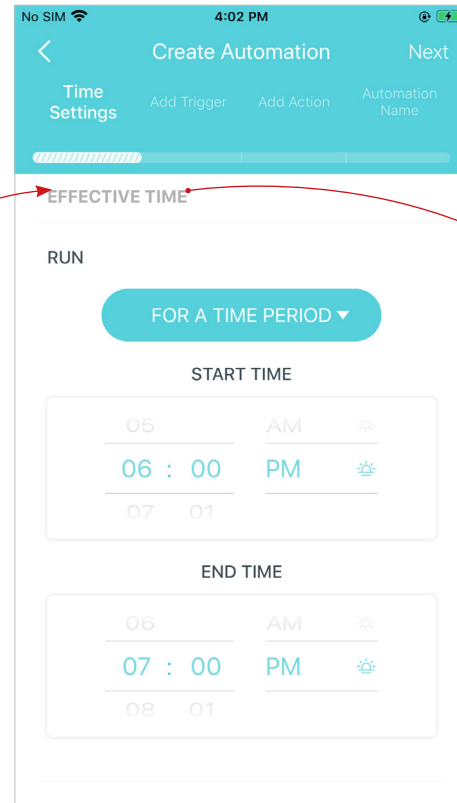 No SIM 4:02 PM
Create Automation Next
Time Settings Add Trigger Add Action Automation Name
EFFECTIVE TIME
RUN
FOR A TIME PERIOD
START TIME
05 AM
06 : 00 PM
07 01
END TIME
06 AM
07 : 00 PM
08 01